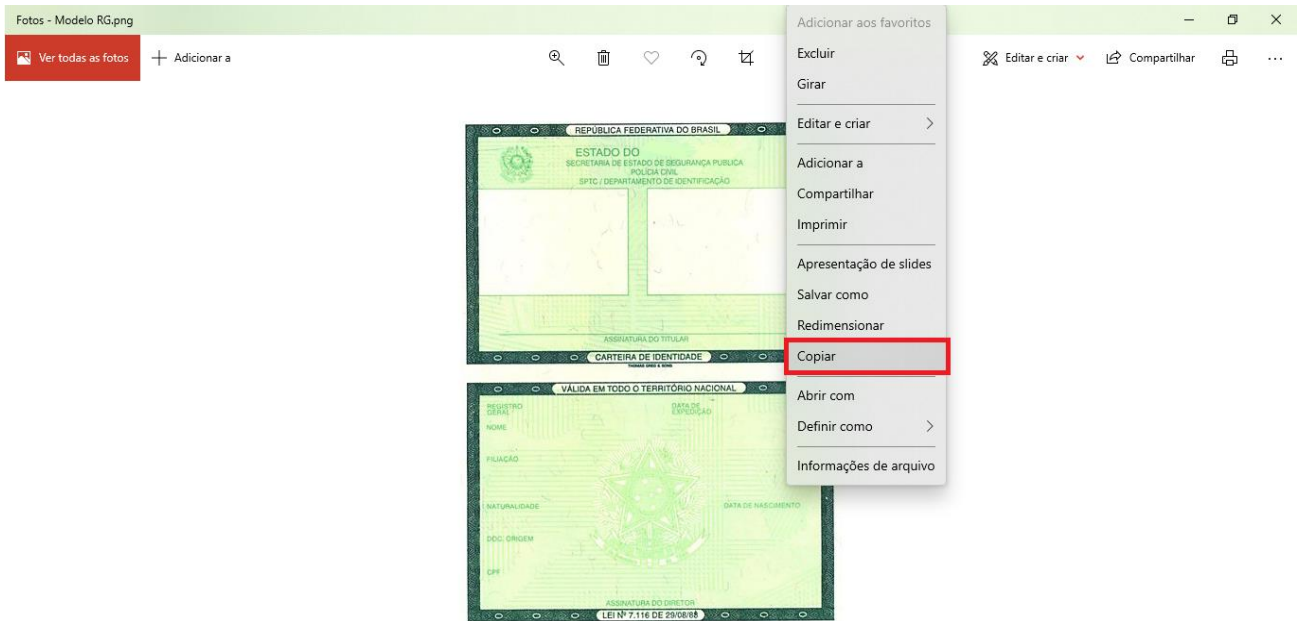 Fotos - Modelo RG.png
Ver todas as fotos
Adicionar a
Editar e criar
Compartilhar
Adicionar aos favoritos
Excluir
Girar
Editar e criar
Adicionar a
Compartilhar
Imprimir
Apresentação de slides
Salvar como
Redimensionar
Copiar
Abrir com
Definir como
Informações de arquivo
REPÚBLICA FEDERATIVA DO BRASIL
ESTADO DO
SECRETARIA DE ESTADO DE SEGURANÇA PUBLICA
POLÍCIA CIVIL
SPTC / DEPARTAMENTO DE IDENTIFICAÇÃO
ASSINATURA DO TITULAR
CARTEIRA DE IDENTIDADE
THOMAS GREG & SONS
VÁLIDA EM TODO O TERRITÓRIO NACIONAL
REGISTRO
GERAL
DATA DE
EXPEDIÇÃO
NOME
FILIAÇÃO
NATURALIDADE
DATA DE NASCIMENTO
DOC. ORIGEM
CPF
ASSINATURA DO DIRETOR
LEI Nº 7.116 DE 29/08/83